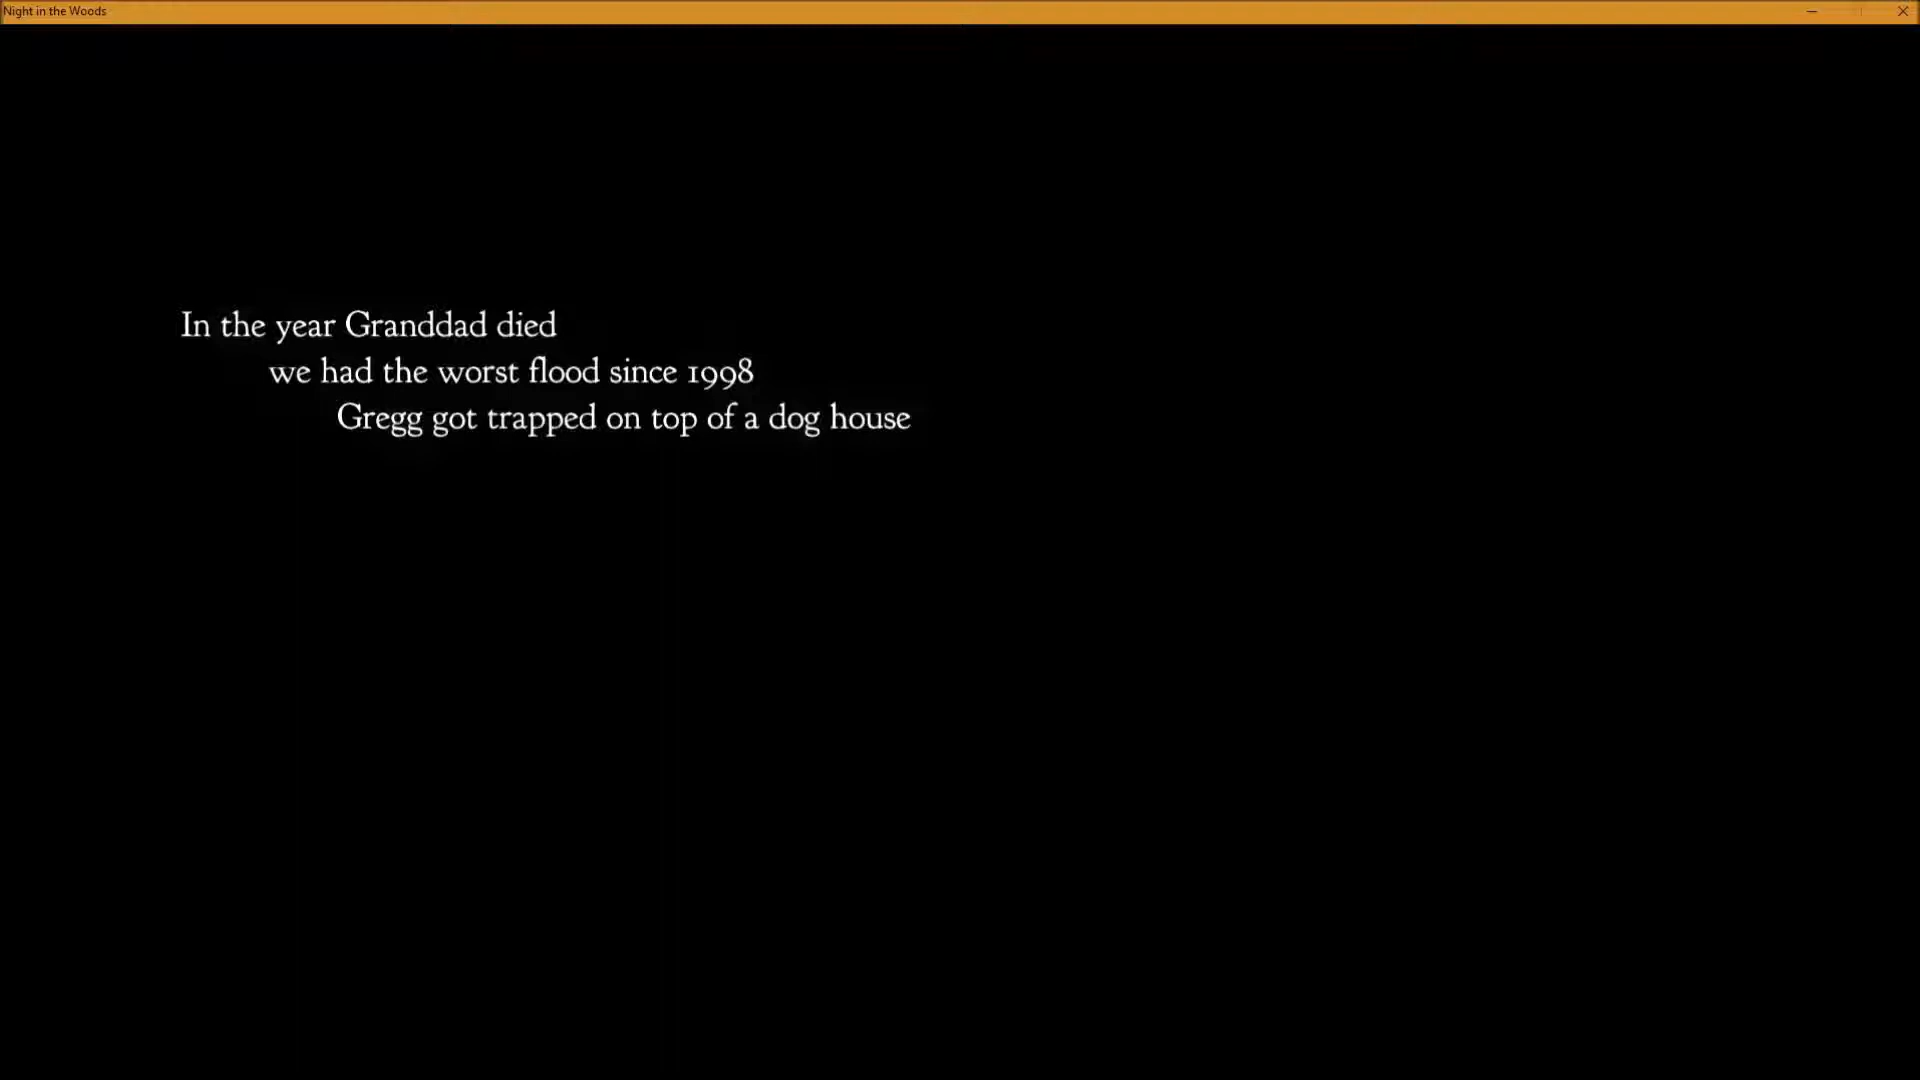 Night in the Woods
In the year Granddad died
we had the worst flood since 1998
Gregg got trapped on top of a dog house